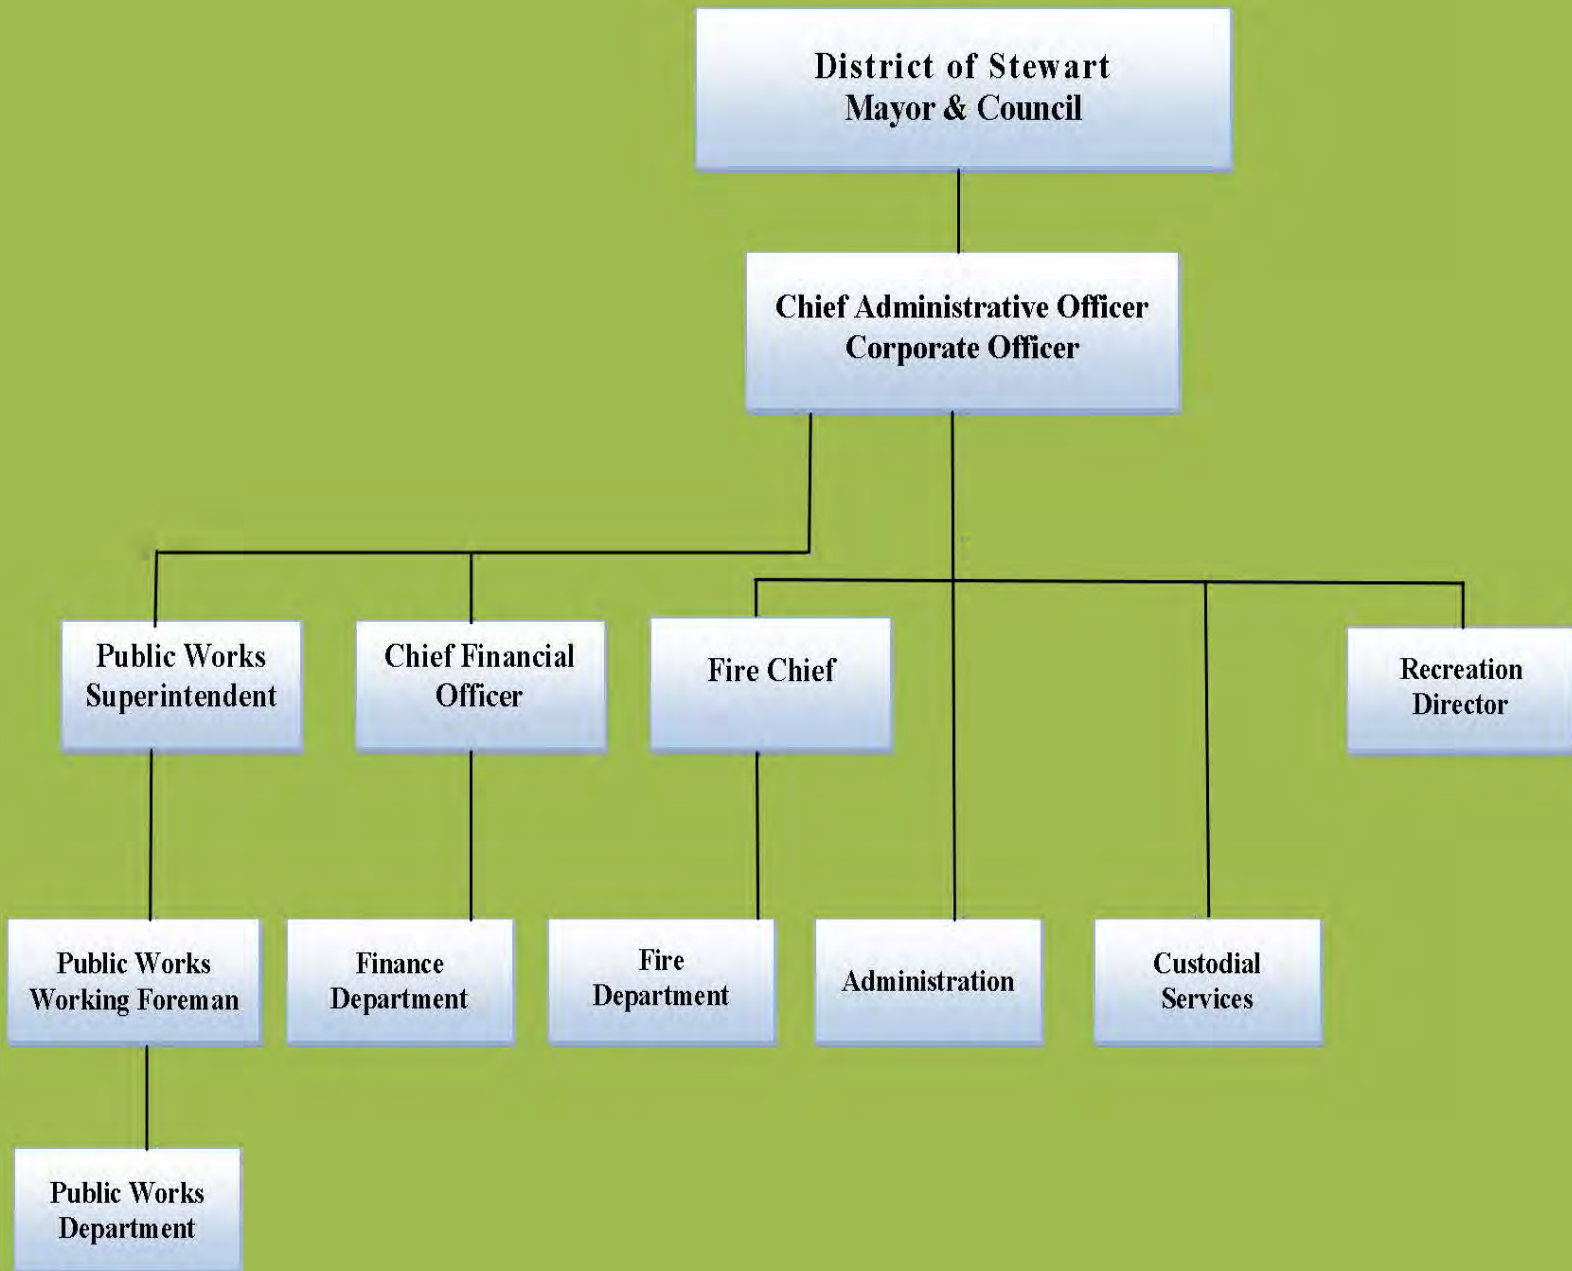 District of Stewart
Mayor & Council
Chief Administrative Officer
Corporate Officer
Public Works
Superintendent
Chief Financial
Officer
Fire Chief
Recreation
Director
Public Works
Working Foreman
Finance
Department
Fire
Department
Administration
Custodial
Services
Public Works
Department